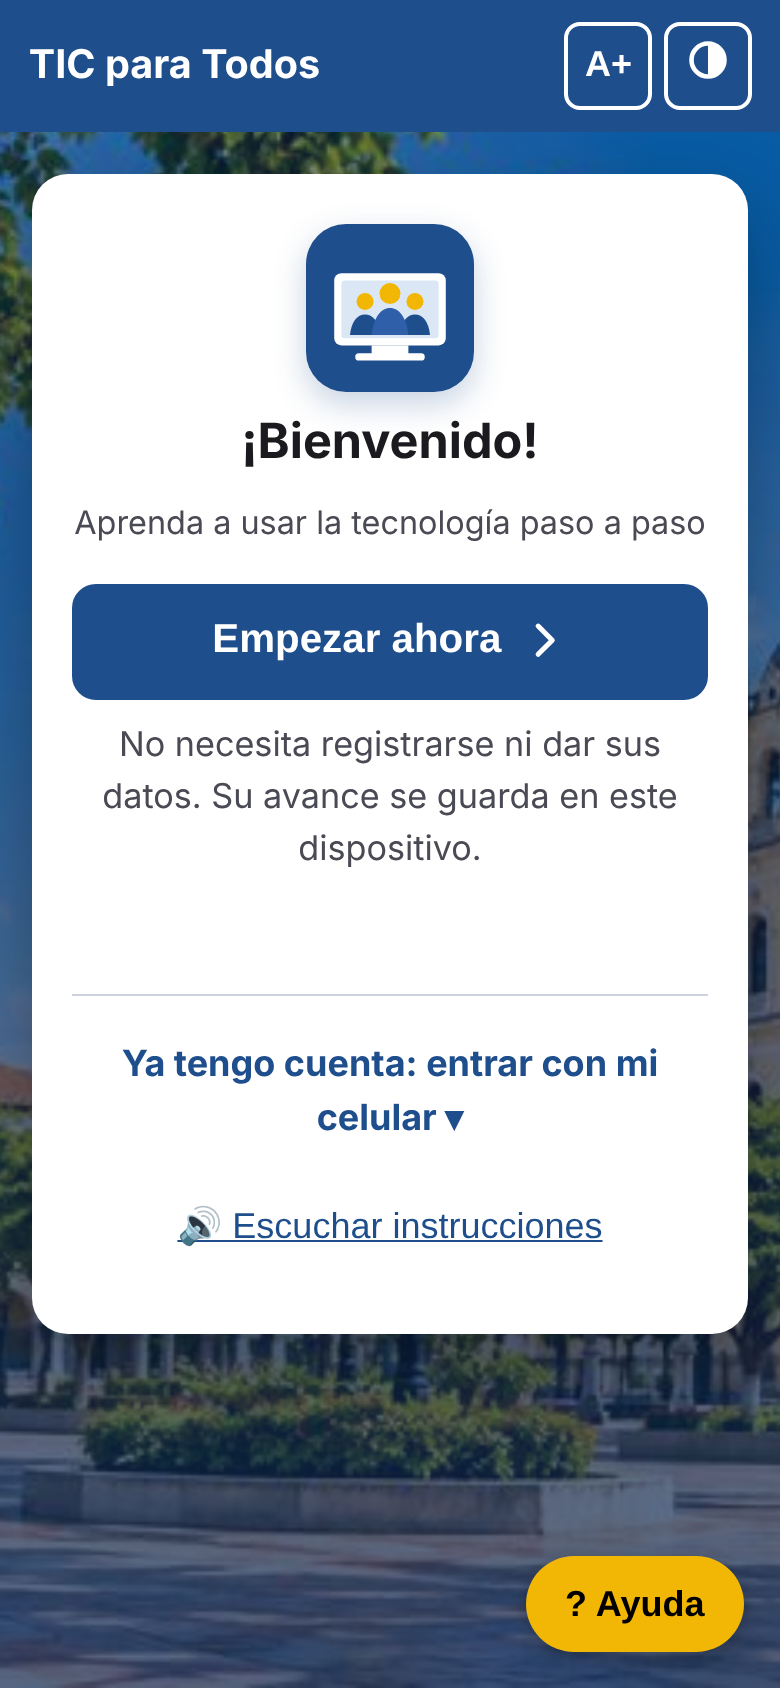 TIC para Todos
A+
¡Bienvenido!
Aprenda a usar la tecnología paso a paso
Empezar ahora
No necesita registrarse ni dar sus
datos. Su avance se guarda en este
dispositivo.
Ya tengo cuenta: entrar con mi
celular ▾
🔊 Escuchar instrucciones
? Ayuda